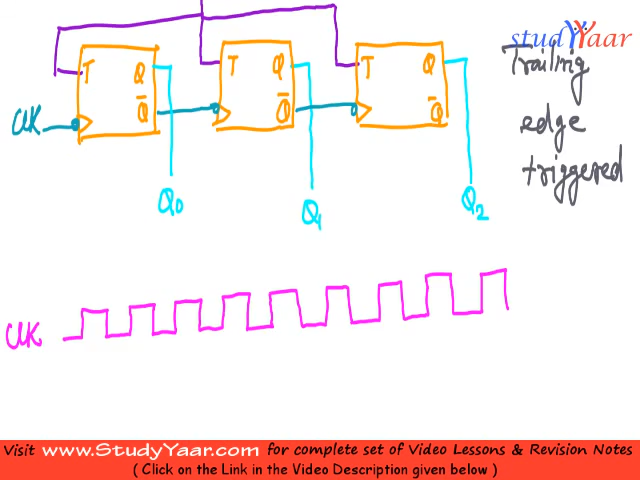 studYYaar
Trailing
edge
triggered
T Q
Q̅
T Q
Q̅
T Q
Q̅
CLK
Q0
Q1
Q2
CLK
Visit www.StudyYaar.com for complete set of Video Lessons & Revision Notes
( Click on the Link in the Video Description given below )